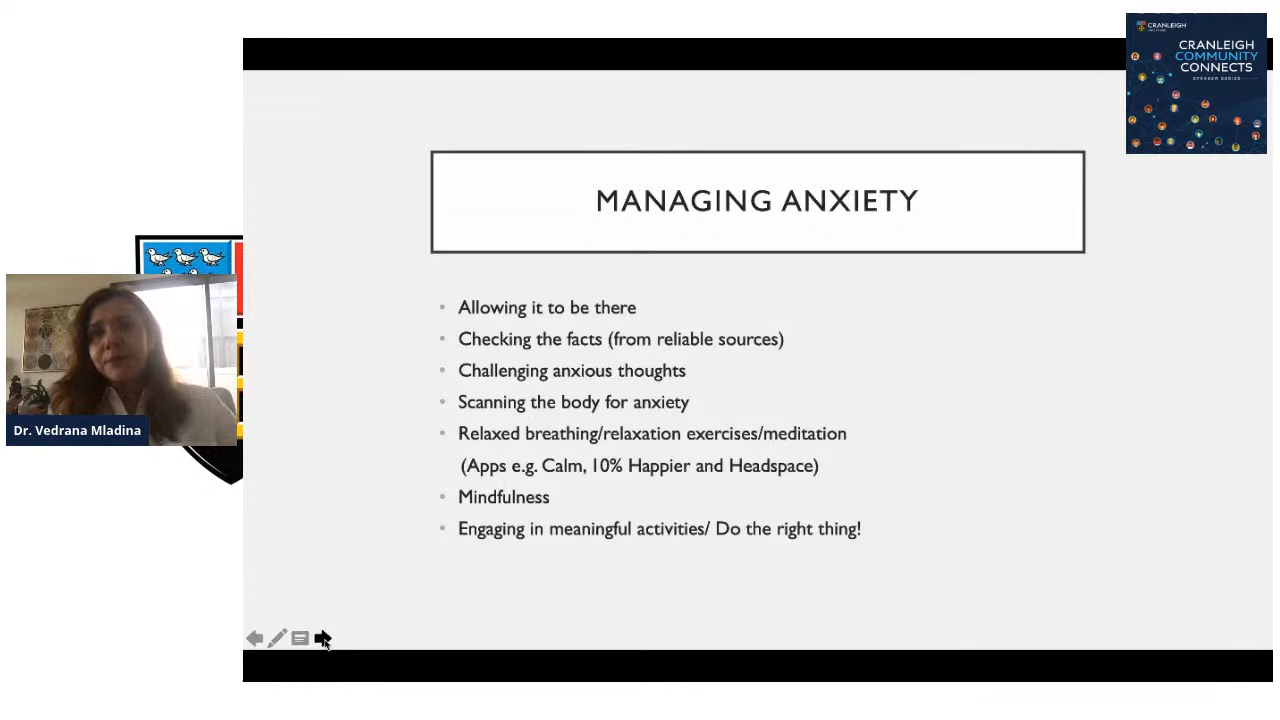 CRANLEIGH
CRANLEIGH
COMMUNITY
CONNECTS
SPEAKER SERIES
MANAGING ANXIETY
• Allowing it to be there
• Checking the facts (from reliable sources)
• Challenging anxious thoughts
• Scanning the body for anxiety
• Relaxed breathing/relaxation exercises/meditation
(Apps e.g. Calm, 10% Happier and Headspace)
• Mindfulness
• Engaging in meaningful activities/ Do the right thing!
Dr. Vedrana Mladina